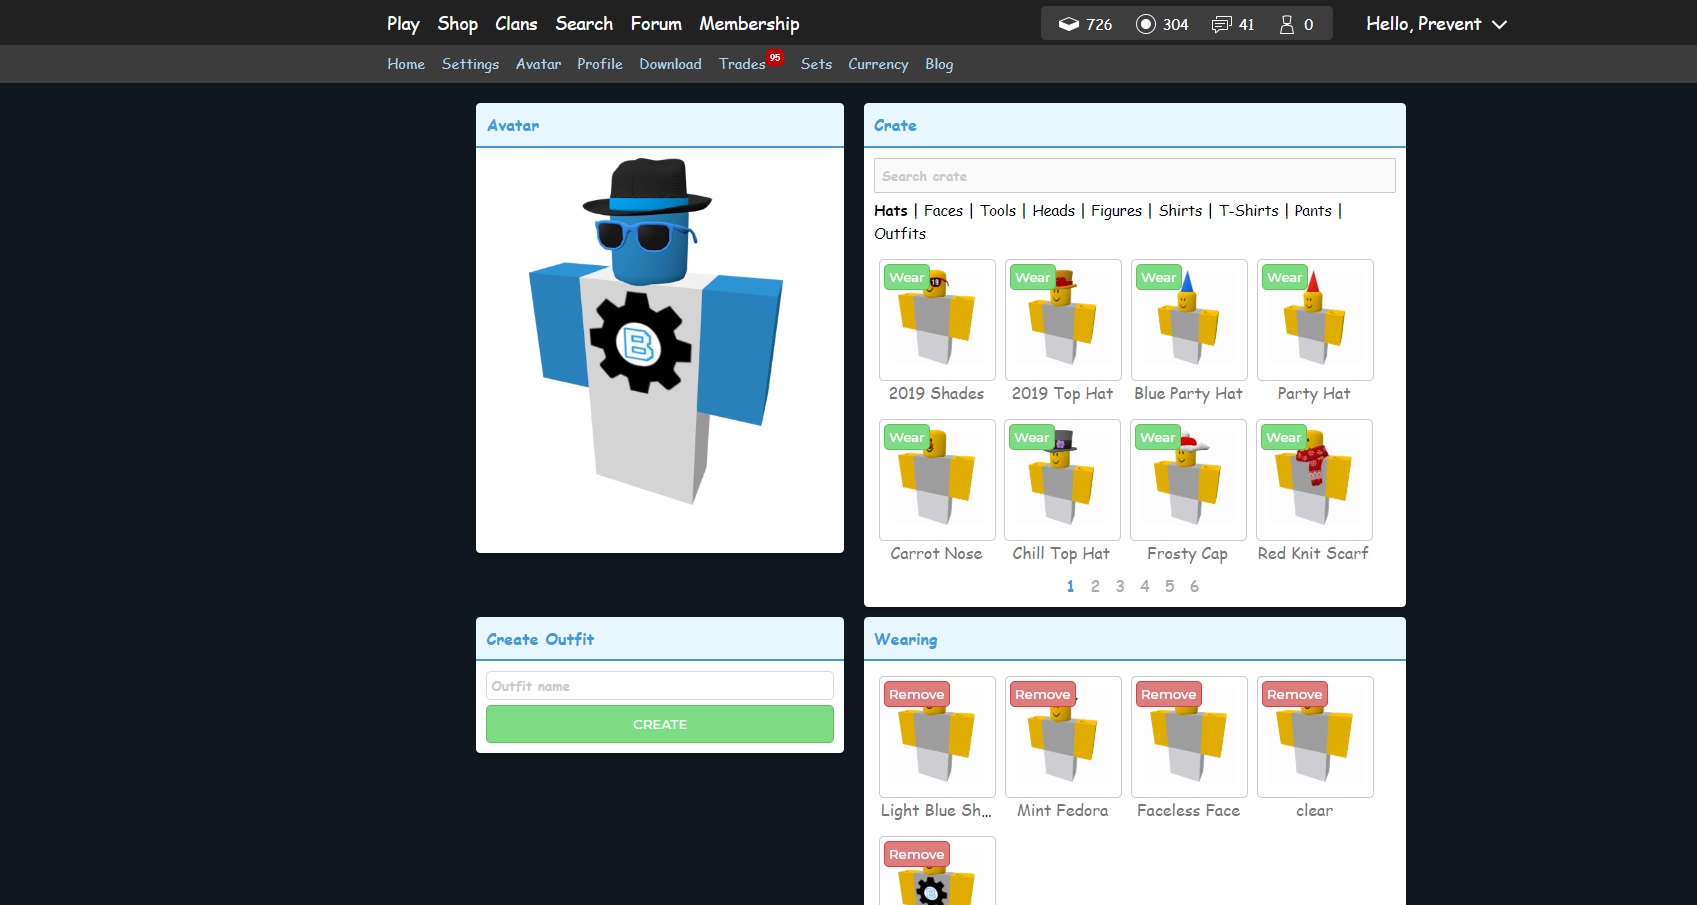 Play Shop Clans Search Forum Membership 726 304 41 0 Hello, Prevent
Home Settings Avatar Profile Download Trades 95 Sets Currency Blog
Avatar
B
Crate
Search crate
Hats | Faces | Tools | Heads | Figures | Shirts | T-Shirts | Pants |
Outfits
Wear Wear Wear Wear
18
2019 Shades 2019 Top Hat Blue Party Hat Party Hat
Wear Wear Wear Wear
Carrot Nose Chill Top Hat Frosty Cap Red Knit Scarf
1 2 3 4 5 6
Create Outfit
Outfit name
CREATE
Wearing
Remove Remove Remove Remove
Light Blue Sh... Mint Fedora Faceless Face clear
Remove
B